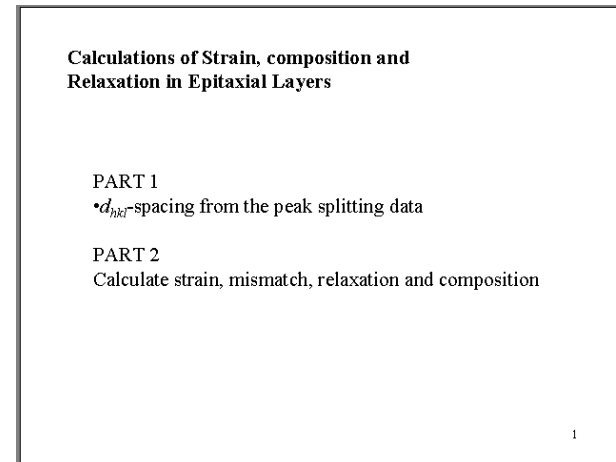 Calculations of Strain, composition and
Relaxation in Epitaxial Layers
PART 1
•dhkl-spacing from the peak splitting data
PART 2
Calculate strain, mismatch, relaxation and composition
1